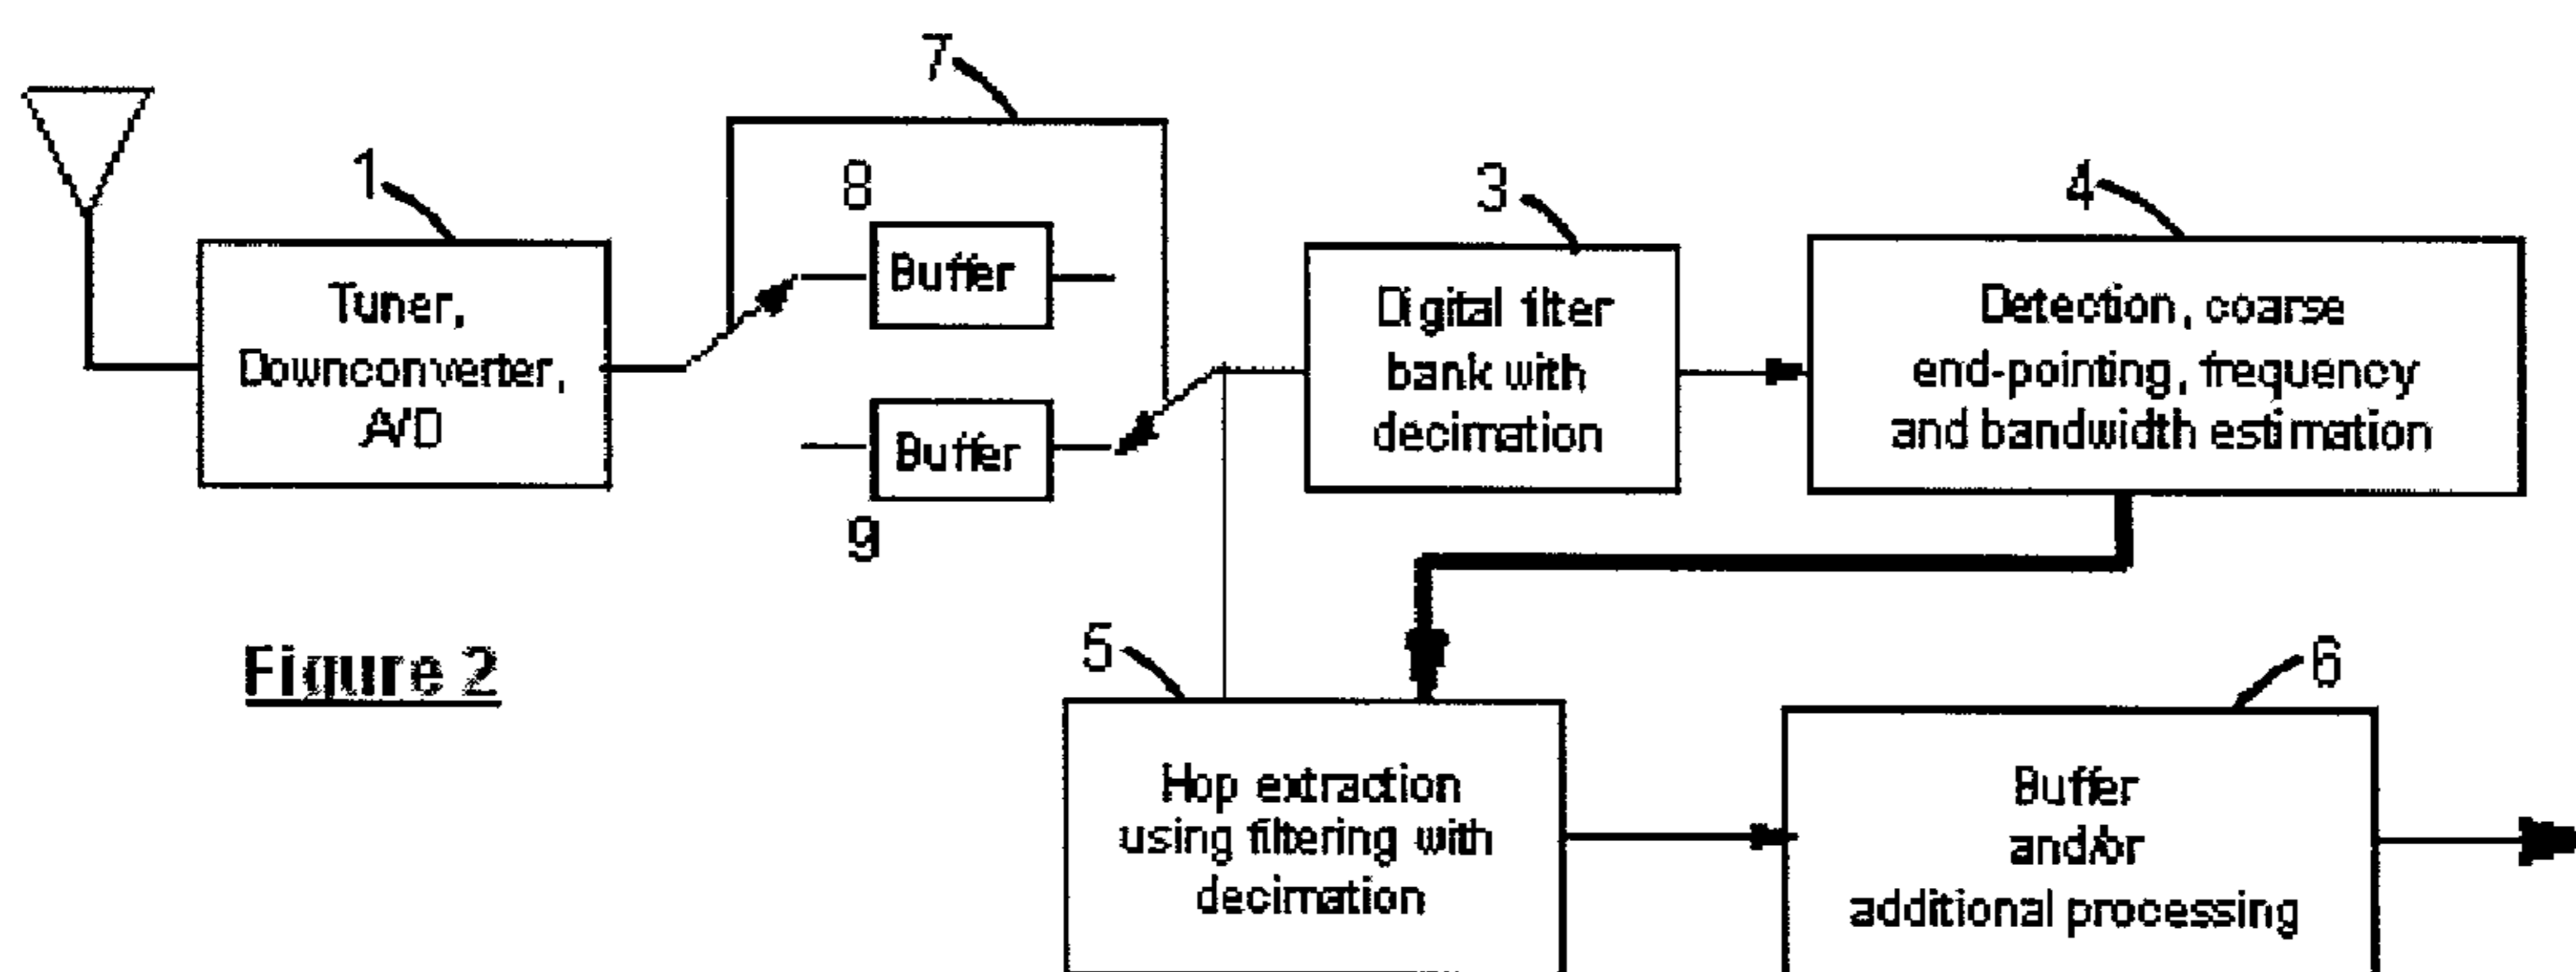 7
1
8
3
4
Tuner,
Downconverter,
A/D
Buffer
Buffer
9
Digital filter
bank with
decimation
Detection, coarse
end-pointing, frequency
and bandwidth estimation
Figure 2
5
6
Hop extraction
using filtering with
decimation
Buffer
and/or
additional processing